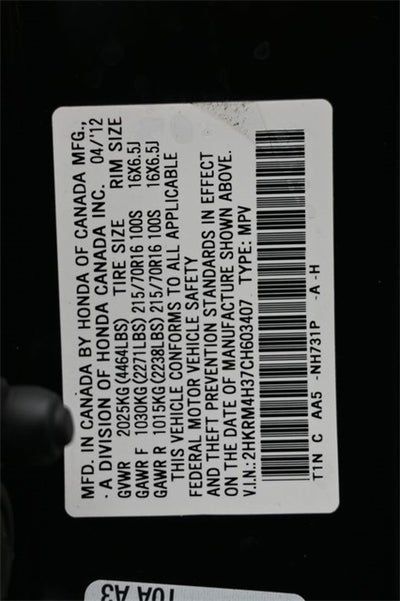 MFD. IN CANADA BY HONDA OF CANADA MFG.,
A DIVISION OF HONDA CANADA INC. 04/'12
GVWR 2025KG(4464LBS) TIRE SIZE RIM SIZE
GAWR F 1030KG(2271LBS) 215/70R16 100S 16X6.5J
GAWR R 1015KG(2238LBS) 215/70R16 100S 16X6.5J
THIS VEHICLE CONFORMS TO ALL APPLICABLE
FEDERAL MOTOR VEHICLE SAFETY
AND THEFT PREVENTION STANDARDS IN EFFECT
ON THE DATE OF MANUFACTURE SHOWN ABOVE.
V.I.N.: 2HKRM4H37CH603407 TYPE: MPV
T1N C AA5 -NH731P -A -H
TOA A3